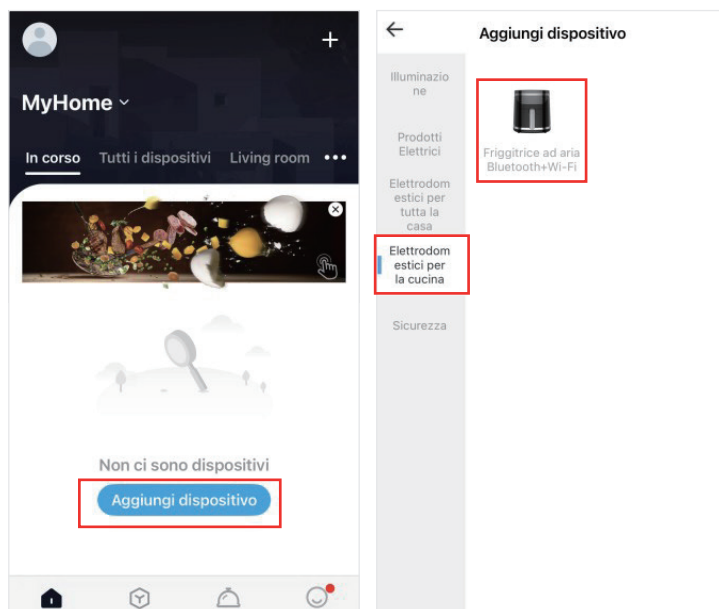 MyHome
In corso Tutti i dispositivi Living room
Non ci sono dispositivi
Aggiungi dispositivo
Aggiungi dispositivo
Illuminazio
ne
Prodotti
Elettrici
Elettrodom
estici per
tutta la
casa
Elettrodom
estici per
la cucina
Sicurezza
Friggitrice ad aria
Bluetooth+Wi-Fi